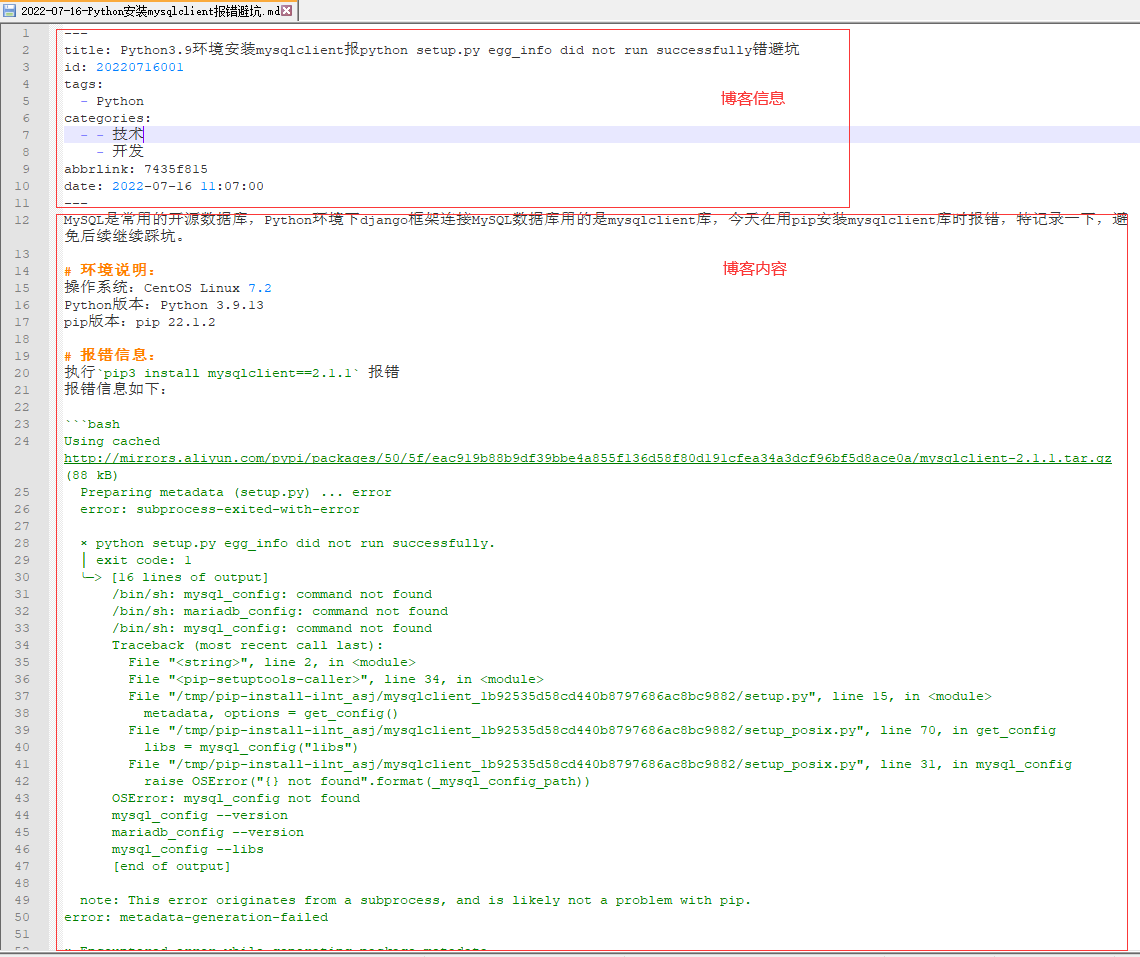 2022-07-16-Python安装mysqlclient报错避坑.md
1 ---
2 title: Python3.9环境安装mysqlclient报python setup.py egg_info did not run successfully错避坑
3 id: 20220716001
4 tags:
5 - Python
博客信息
6 categories:
7 - - 技术
8 - 开发
9 abbrlink: 7435f815
10 date: 2022-07-16 11:07:00
11 ---
12 MySQL是常用的开源数据库，Python环境下django框架连接MySQL数据库用的是mysqlclient库，今天在用pip安装mysqlclient库时报错，特记录一下，避
免后续继续踩坑。
13
14 # 环境说明：
博客内容
15 操作系统：CentOS Linux 7.2
16 Python版本：Python 3.9.13
17 pip版本：pip 22.1.2
18
19 # 报错信息：
20 执行`pip3 install mysqlclient==2.1.1` 报错
21 报错信息如下：
22
23 ```bash
24 Using cached
http://mirrors.aliyun.com/pypi/packages/50/5f/eac919b88b9df39bbe4a855f136d58f80d191cfea34a3dcf96bf5d8ace0a/mysqlclient-2.1.1.tar.gz
(88 kB)
25 Preparing metadata (setup.py) ... error
26 error: subprocess-exited-with-error
27
28 × python setup.py egg_info did not run successfully.
29 │ exit code: 1
30 ╰─> [16 lines of output]
31 /bin/sh: mysql_config: command not found
32 /bin/sh: mariadb_config: command not found
33 /bin/sh: mysql_config: command not found
34 Traceback (most recent call last):
35 File "<string>", line 2, in <module>
36 File "<pip-setuptools-caller>", line 34, in <module>
37 File "/tmp/pip-install-ilnt_asj/mysqlclient_1b92535d58cd440b8797686ac8bc9882/setup.py", line 15, in <module>
38 metadata, options = get_config()
39 File "/tmp/pip-install-ilnt_asj/mysqlclient_1b92535d58cd440b8797686ac8bc9882/setup_posix.py", line 70, in get_config
40 libs = mysql_config("libs")
41 File "/tmp/pip-install-ilnt_asj/mysqlclient_1b92535d58cd440b8797686ac8bc9882/setup_posix.py", line 31, in mysql_config
42 raise OSError("{} not found".format(_mysql_config_path))
43 OSError: mysql_config not found
44 mysql_config --version
45 mariadb_config --version
46 mysql_config --libs
47 [end of output]
48
49 note: This error originates from a subprocess, and is likely not a problem with pip.
50 error: metadata-generation-failed
51
52 × Encountered error while generating package metadata.